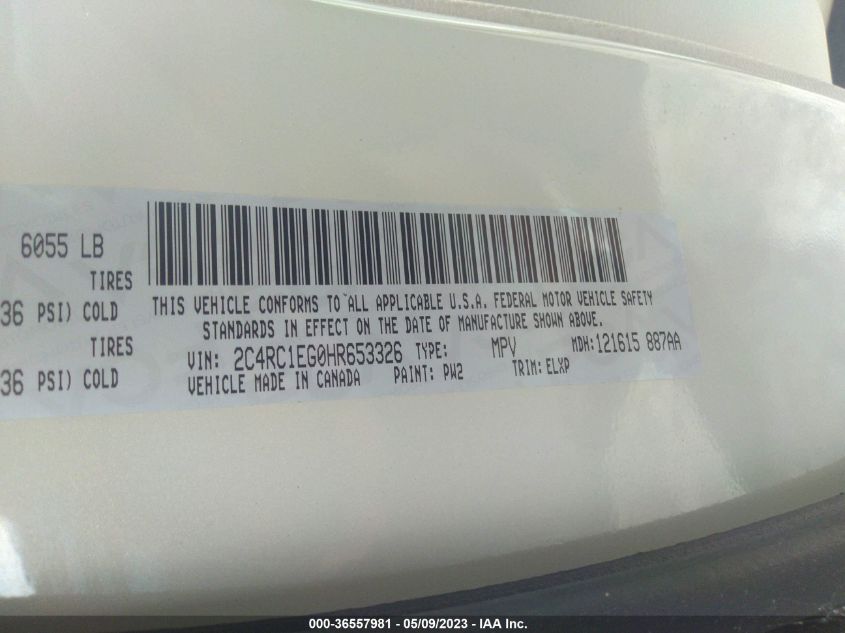 6055 LB
TIRES
36 PSI) COLD
TIRES
36 PSI) COLD
THIS VEHICLE CONFORMS TO ALL APPLICABLE U.S.A. FEDERAL MOTOR VEHICLE SAFETY
STANDARDS IN EFFECT ON THE DATE OF MANUFACTURE SHOWN ABOVE.
VIN: 2C4RC1EG0HR653326 TYPE: MPV MDH:121615 887AA
VEHICLE MADE IN CANADA PAINT: PW2 TRIM: ELXP
000-36557981 - 05/09/2023 - IAA Inc.